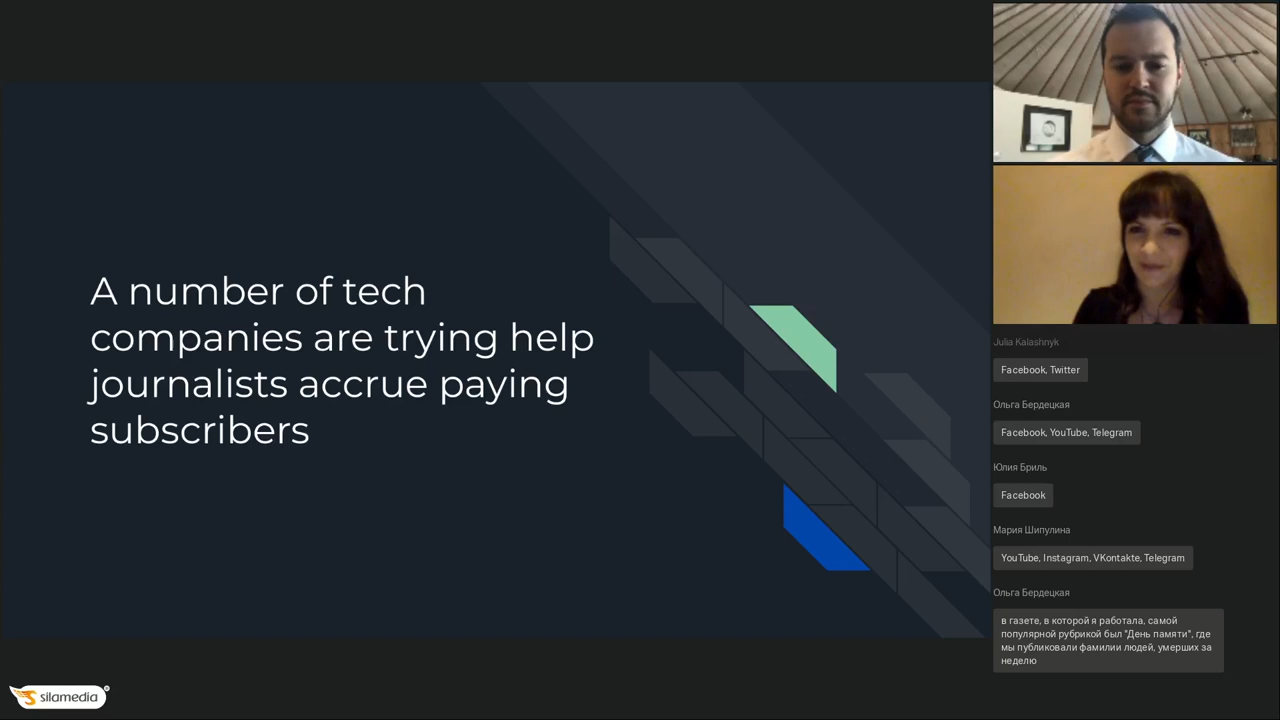 A number of tech
companies are trying help
journalists accrue paying
subscribers
Julia Kalashnyk
Facebook, Twitter
Ольга Бердецкая
Facebook, YouTube, Telegram
Юлия Бриль
Facebook
Мария Шипулина
YouTube, Instagram, VKontakte, Telegram
Ольга Бердецкая
в газете, в которой я работала, самой
популярной рубрикой был "День памяти", где
мы публиковали фамилии людей, умерших за
неделю
silamedia